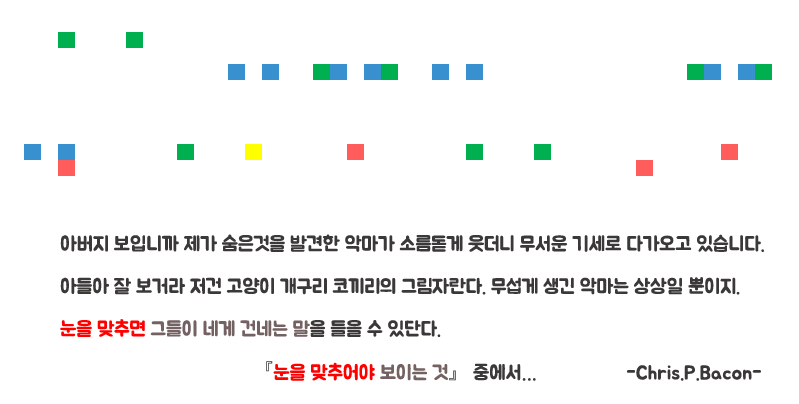 아버지 보입니까 제가 숨은것을 발견한 악마가 소름돋게 웃더니 무서운 기세로 다가오고 있습니다.
아들아 잘 보거라 저건 고양이 개구리 코끼리의 그림자란다. 무섭게 생긴 악마는 상상일 뿐이지.
눈을 맞추면 그들이 네게 건네는 말을 들을 수 있단다.
『눈을 맞추어야 보이는 것』 중에서... -Chris.P.Bacon-